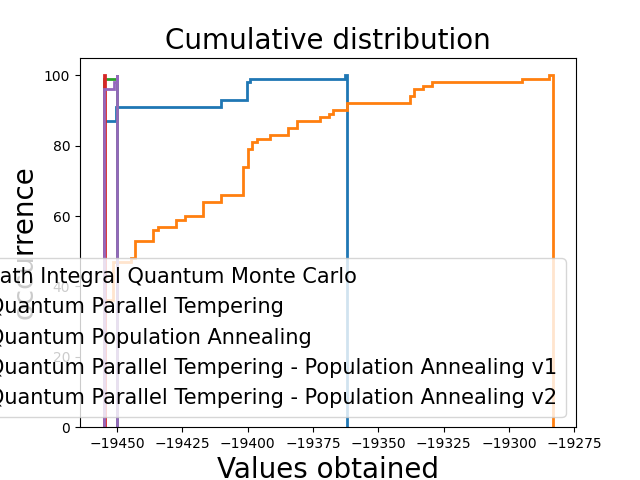 Cumulative distribution
100
80
60
40
20
0
occurrence
ath Integral Quantum Monte Carlo
Quantum Parallel Tempering
Quantum Population Annealing
Quantum Parallel Tempering - Population Annealing v1
Quantum Parallel Tempering - Population Annealing v2
−19450 −19425 −19400 −19375 −19350 −19325 −19300 −19275
Values obtained